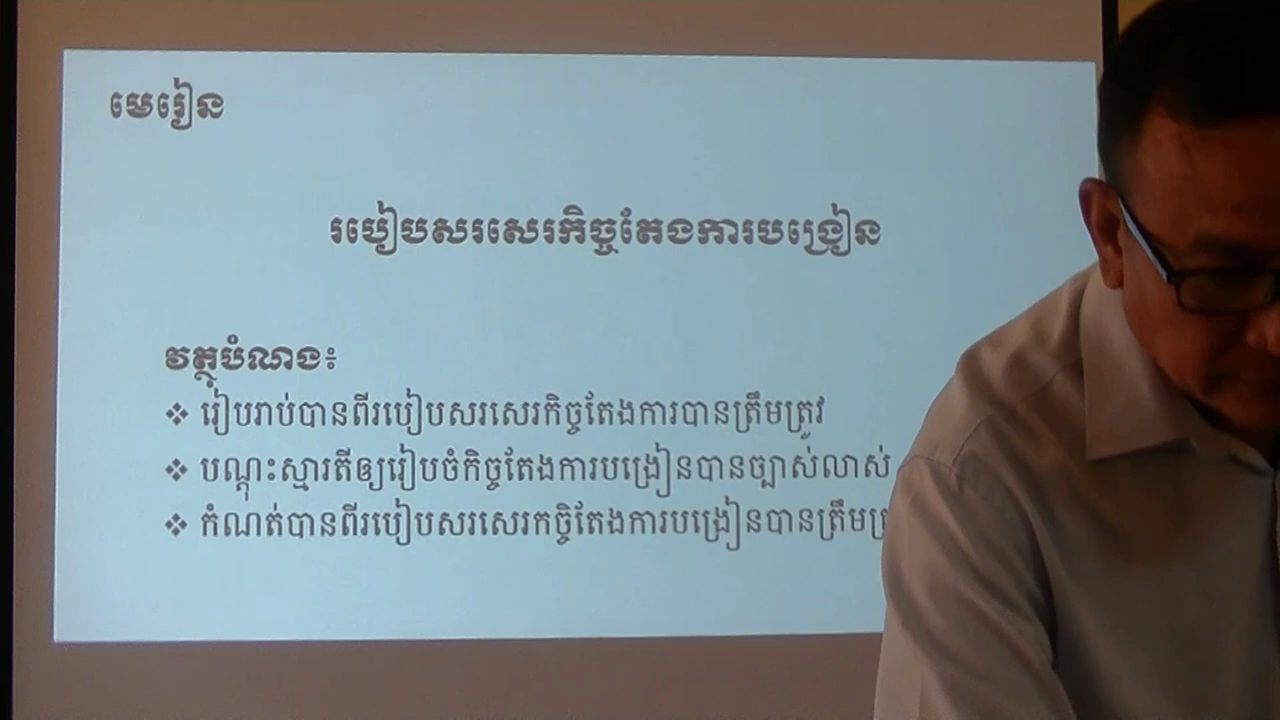 មេរៀន
របៀបសរសេរកិច្ចតែងការបង្រៀន
វត្ថុបំណង៖
❖ រៀបរាប់បានពីរបៀបសរសេរកិច្ចតែងការបានត្រឹមត្រូវ
❖ បណ្ដុះស្មារតីឲ្យរៀបចំកិច្ចតែងការបង្រៀនបានច្បាស់លាស់
❖ កំណត់បានពីរបៀបសរសេរកច្ចិតែងការបង្រៀនបាន